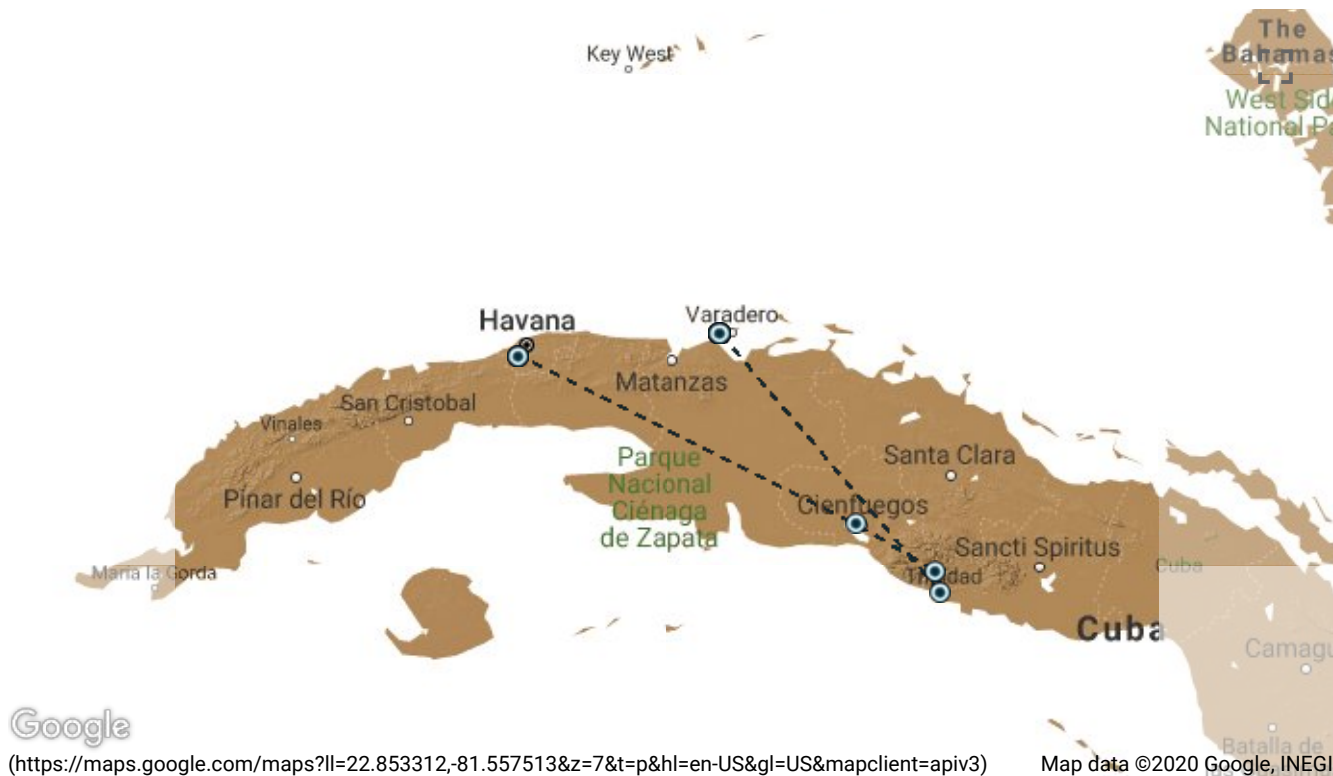 The
Bahamas
Key West
West Sid
National P
Havana
Varadero
Matanzas
San Cristobal
Vinales
Santa Clara
Parque
Nacional
Ciénaga
de Zapata
Pinar del Río
Cienfuegos
Sancti Spiritus
Maria la Gorda
Trinidad
Cuba
Cuba
Camagu
Google
Batalla de
(https://maps.google.com/maps?ll=22.853312,-81.557513&z=7&t=p&hl=en-US&gl=US&mapclient=apiv3)
Map data ©2020 Google, INEGI